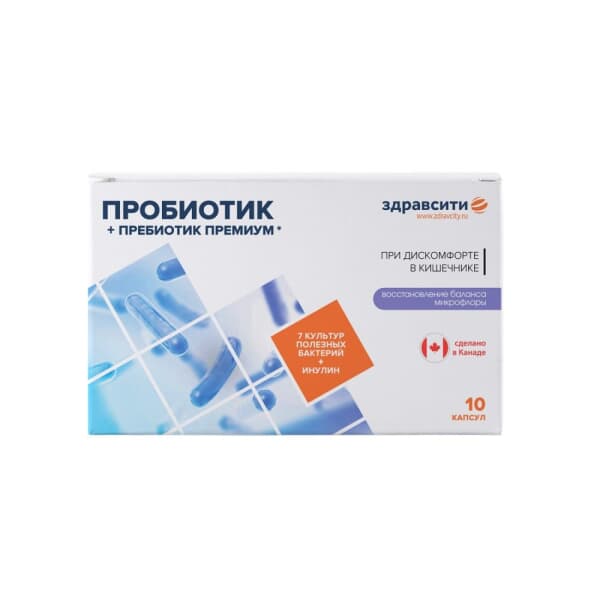 ПРОБИОТИК
+ ПРЕБИОТИК ПРЕМИУМ*
здравсити
www.zdravcity.ru
ПРИ ДИСКОМФОРТЕ
В КИШЕЧНИКЕ
восстановление баланса
микрофлоры
7 КУЛЬТУР
ПОЛЕЗНЫХ
БАКТЕРИЙ
+
ИНУЛИН
сделано
в Канаде
10
КАПСУЛ